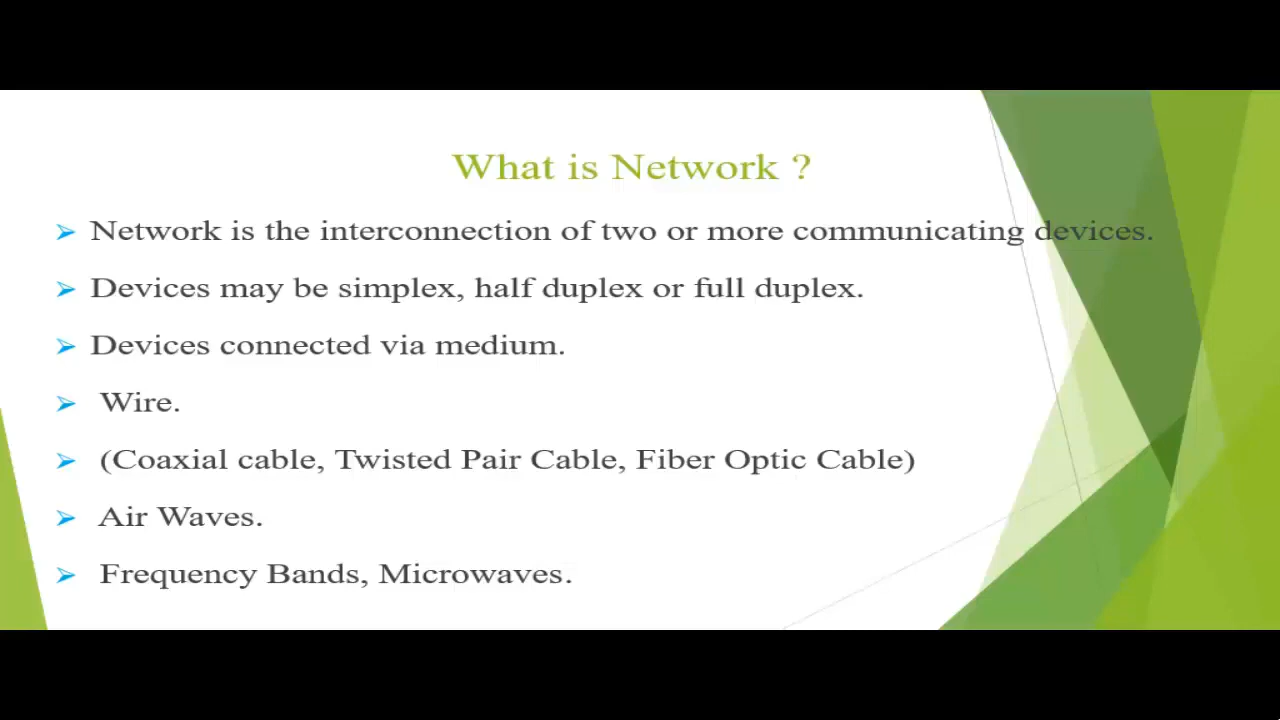 What is Network ?
➢ Network is the interconnection of two or more communicating devices.
➢ Devices may be simplex, half duplex or full duplex.
➢ Devices connected via medium.
➢ Wire.
➢ (Coaxial cable, Twisted Pair Cable, Fiber Optic Cable)
➢ Air Waves.
➢ Frequency Bands, Microwaves.